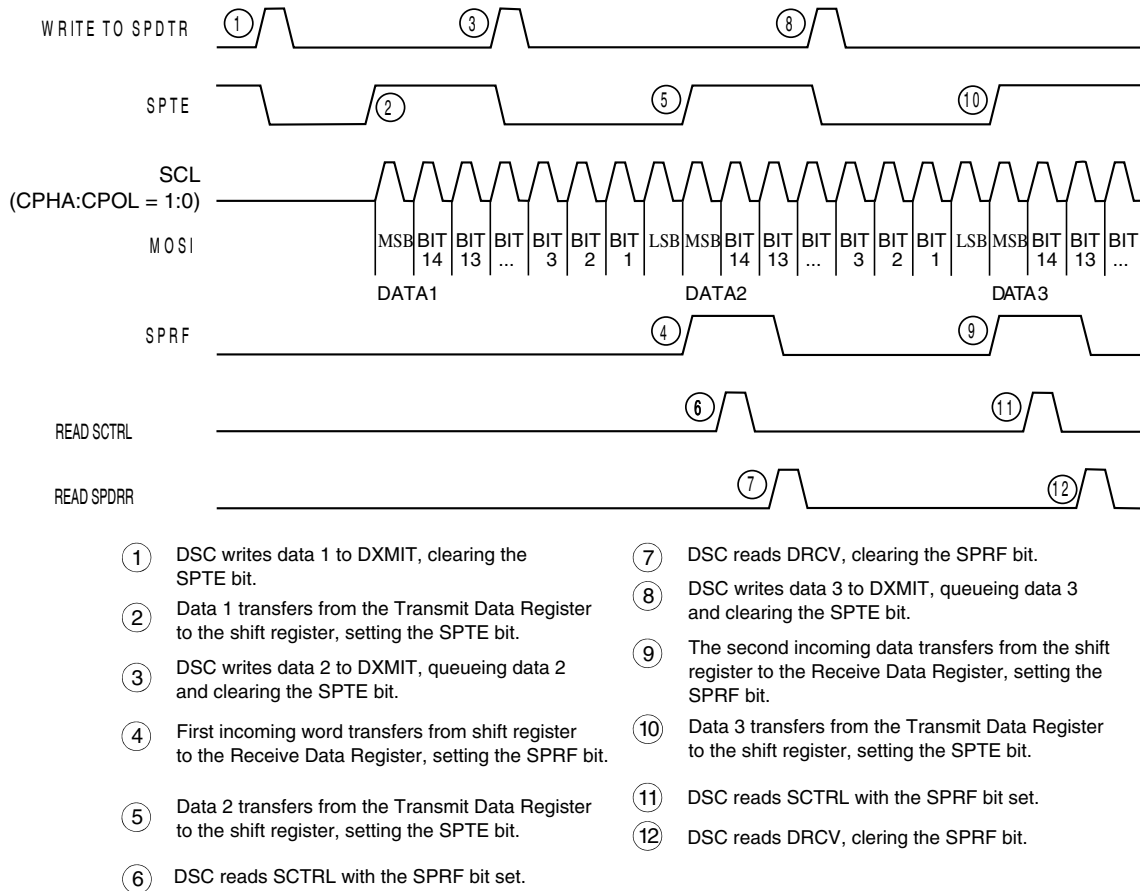 WRITE TO SPDTR
1
3
8
SPTE
2
5
10
SCL
(CPHA:CPOL = 1:0)
MOSI
MSB BIT 14 BIT 13 BIT ... BIT 3 BIT 2 BIT 1 LSB MSB BIT 14 BIT 13 BIT ... BIT 3 BIT 2 BIT 1 LSB MSB BIT 14 BIT 13 BIT ...
DATA1 DATA2 DATA3
SPRF
4
9
READ SCTRL
6
11
READ SPDRR
7
12
1 DSC writes data 1 to DXMIT, clearing the
SPTE bit.
2 Data 1 transfers from the Transmit Data Register
to the shift register, setting the SPTE bit.
3 DSC writes data 2 to DXMIT, queueing data 2
and clearing the SPTE bit.
4 First incoming word transfers from shift register
to the Receive Data Register, setting the SPRF bit.
5 Data 2 transfers from the Transmit Data Register
to the shift register, setting the SPTE bit.
6 DSC reads SCTRL with the SPRF bit set.
7 DSC reads DRCV, clearing the SPRF bit.
8 DSC writes data 3 to DXMIT, queueing data 3
and clearing the SPTE bit.
9 The second incoming data transfers from the shift
register to the Receive Data Register, setting the
SPRF bit.
10 Data 3 transfers from the Transmit Data Register
to the shift register, setting the SPTE bit.
11 DSC reads SCTRL with the SPRF bit set.
12 DSC reads DRCV, clering the SPRF bit.